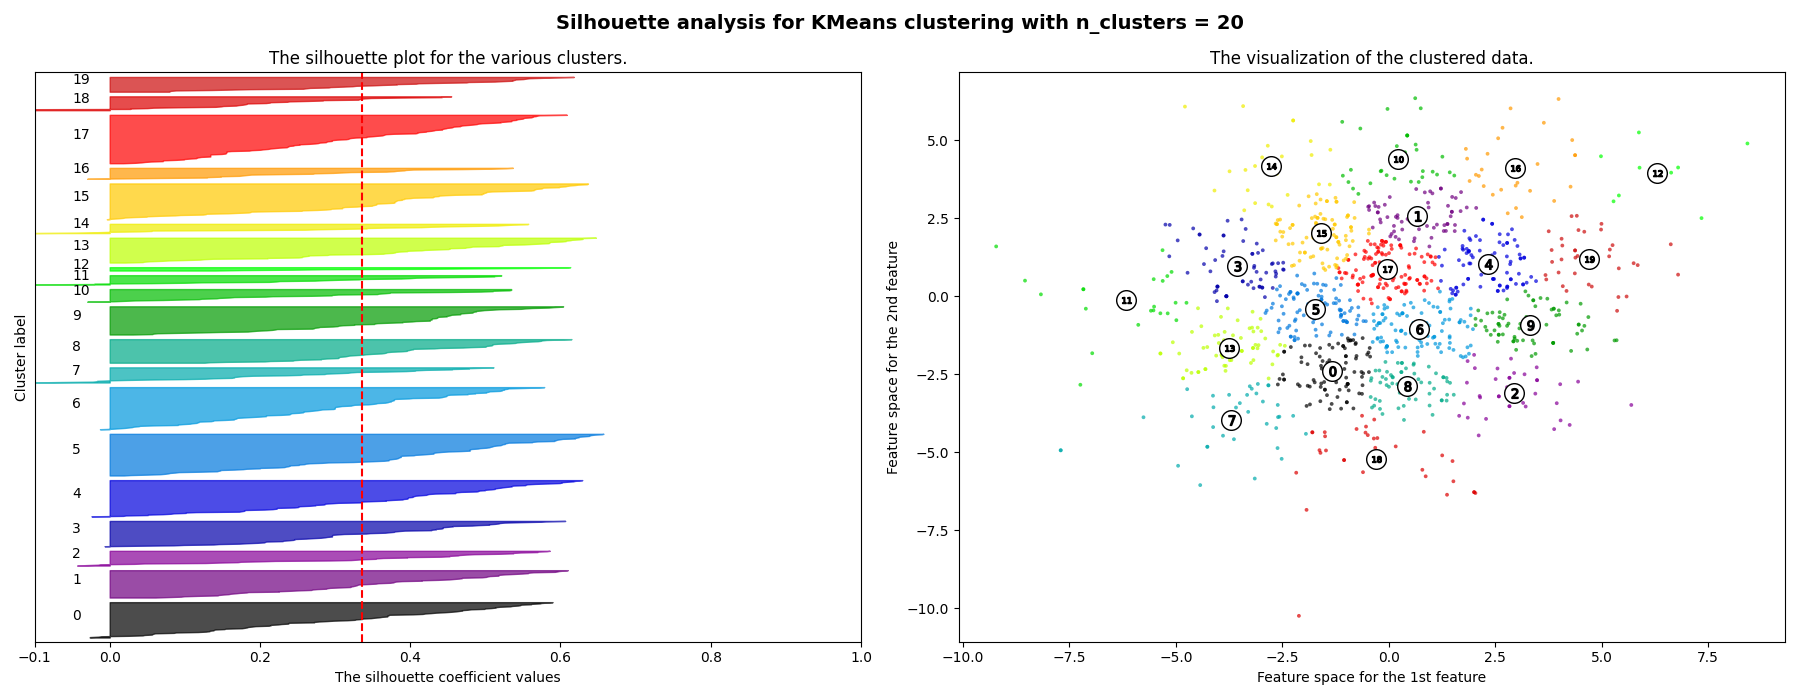 Silhouette analysis for KMeans clustering with n_clusters = 20
The silhouette plot for the various clusters.
19
18
17
16
15
14
13
12
11
10
9
8
7
6
5
4
3
2
1
0
Cluster label
−0.1 0.0 0.2 0.4 0.6 0.8 1.0
The silhouette coefficient values
The visualization of the clustered data.
5.0
2.5
0.0
−2.5
−5.0
−7.5
−10.0
Feature space for the 2nd feature
14 10 16 12
1
15
3 17 4 19
11 5 6 9
13 0 8 2
7
18
−10.0 −7.5 −5.0 −2.5 0.0 2.5 5.0 7.5
Feature space for the 1st feature